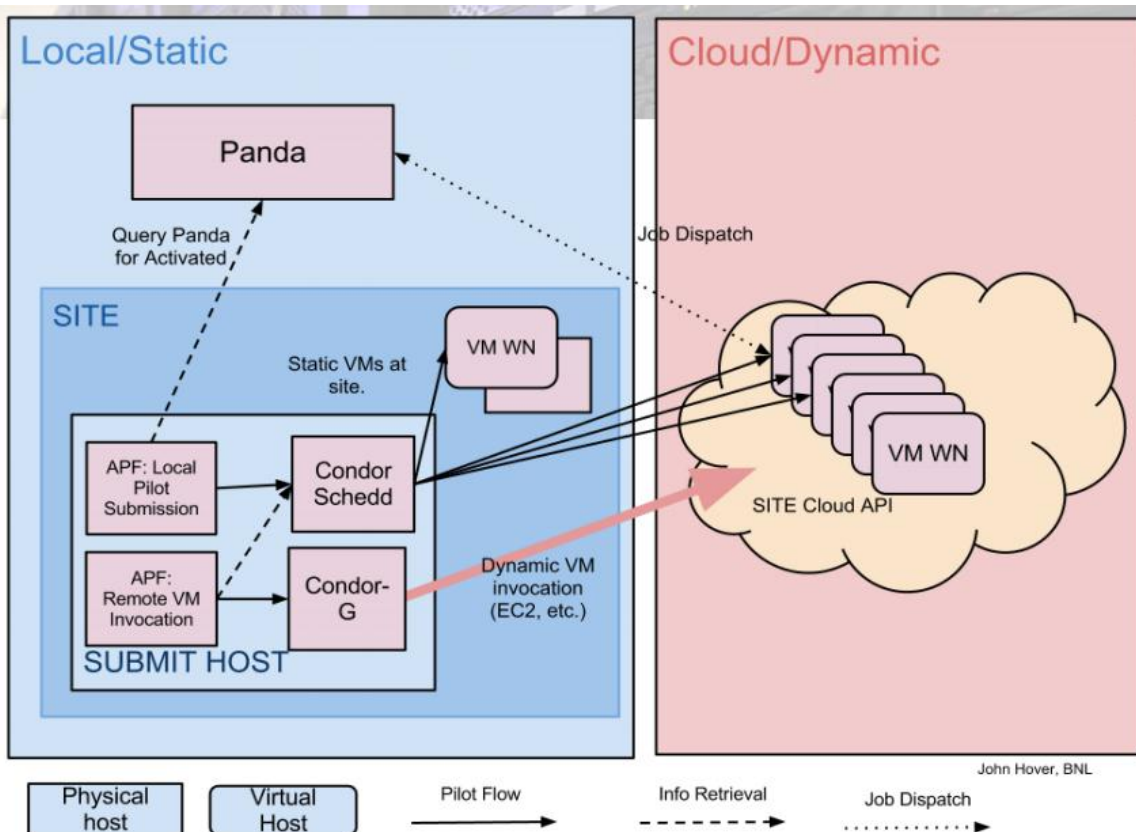 Local/Static
Cloud/Dynamic
Panda
Query Panda
for Activated
Job Dispatch
SITE
Static VMs at
site.
VM WN
APF: Local
Pilot
Submission
Condor
Schedd
VM WN
SITE Cloud API
APF:
Remote VM
Invocation
Condor-
G
Dynamic VM
invocation
(EC2, etc.)
SUBMIT HOST
John Hover, BNL
Physical
host
Virtual
Host
Pilot Flow
Info Retrieval
Job Dispatch